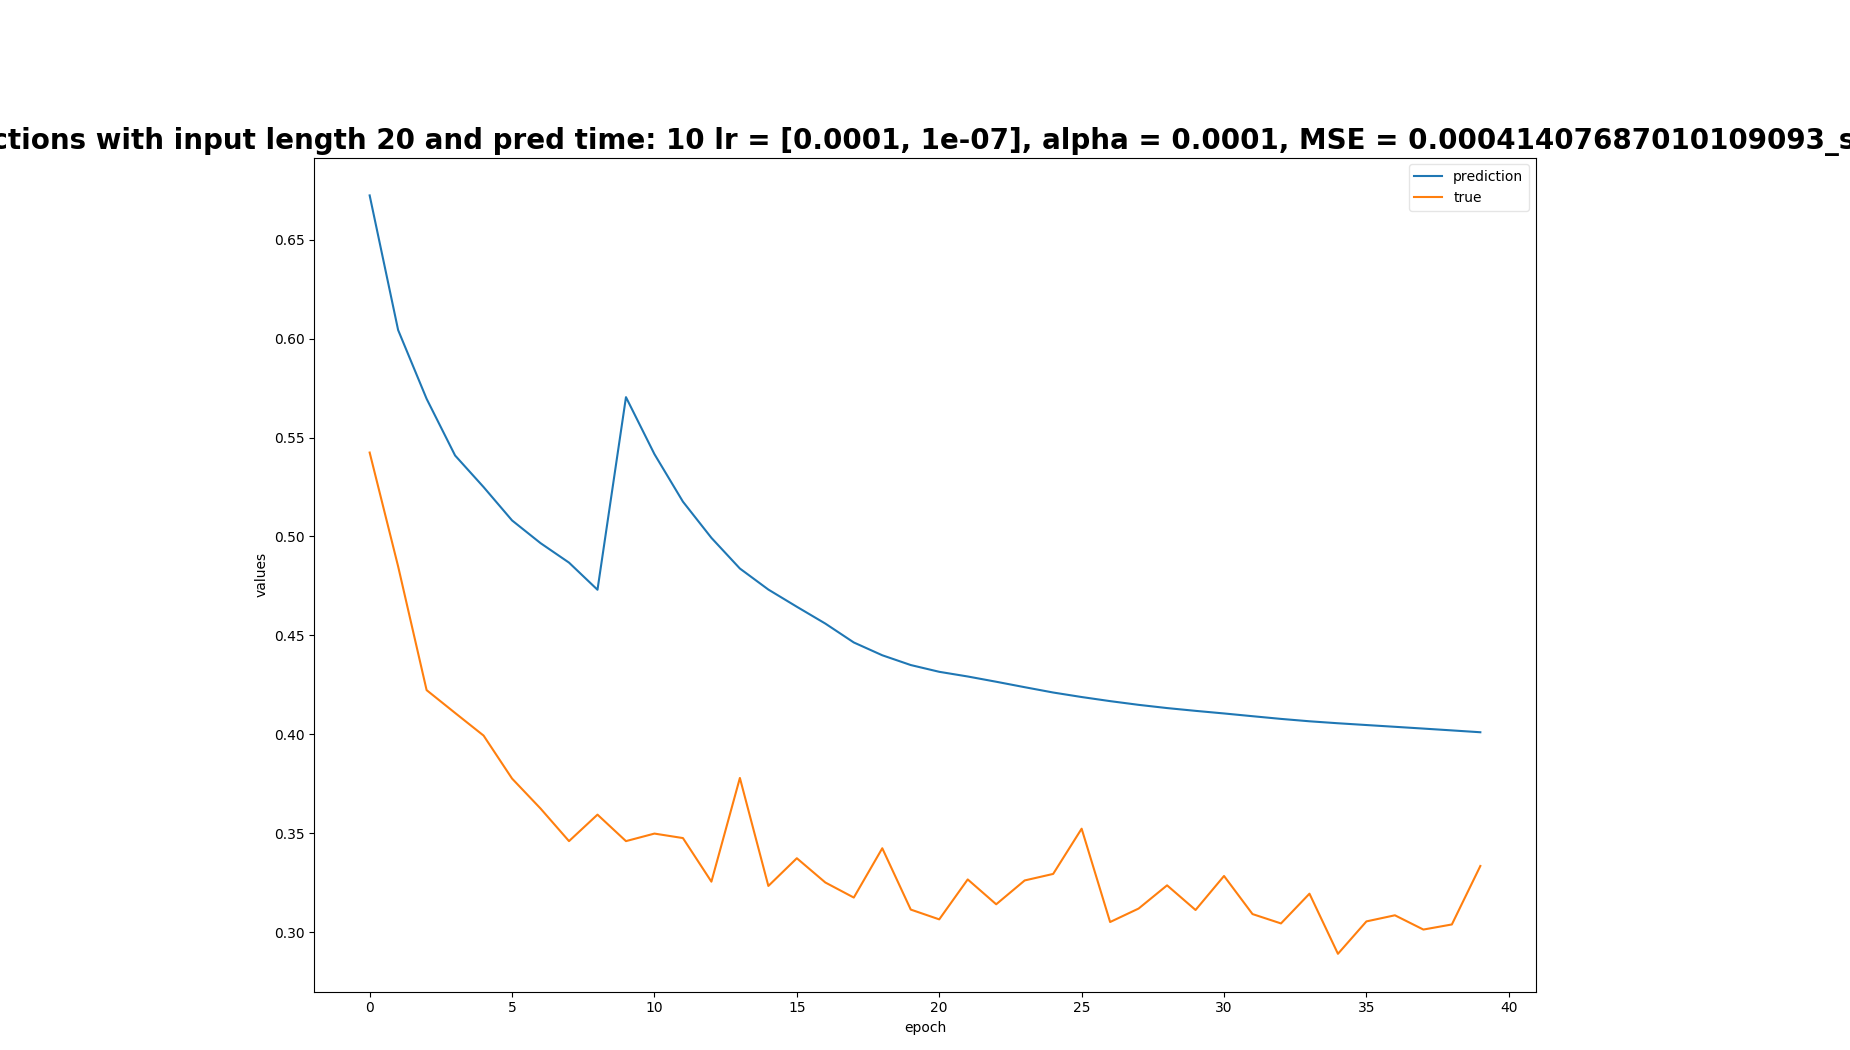 ctions with input length 20 and pred time: 10 lr = [0.0001, 1e-07], alpha = 0.0001, MSE = 0.00041407687010109093_s
prediction
true
0.65
0.60
0.55
0.50
0.45
0.40
0.35
0.30
values
0 5 10 15 20 25 30 35 40
epoch